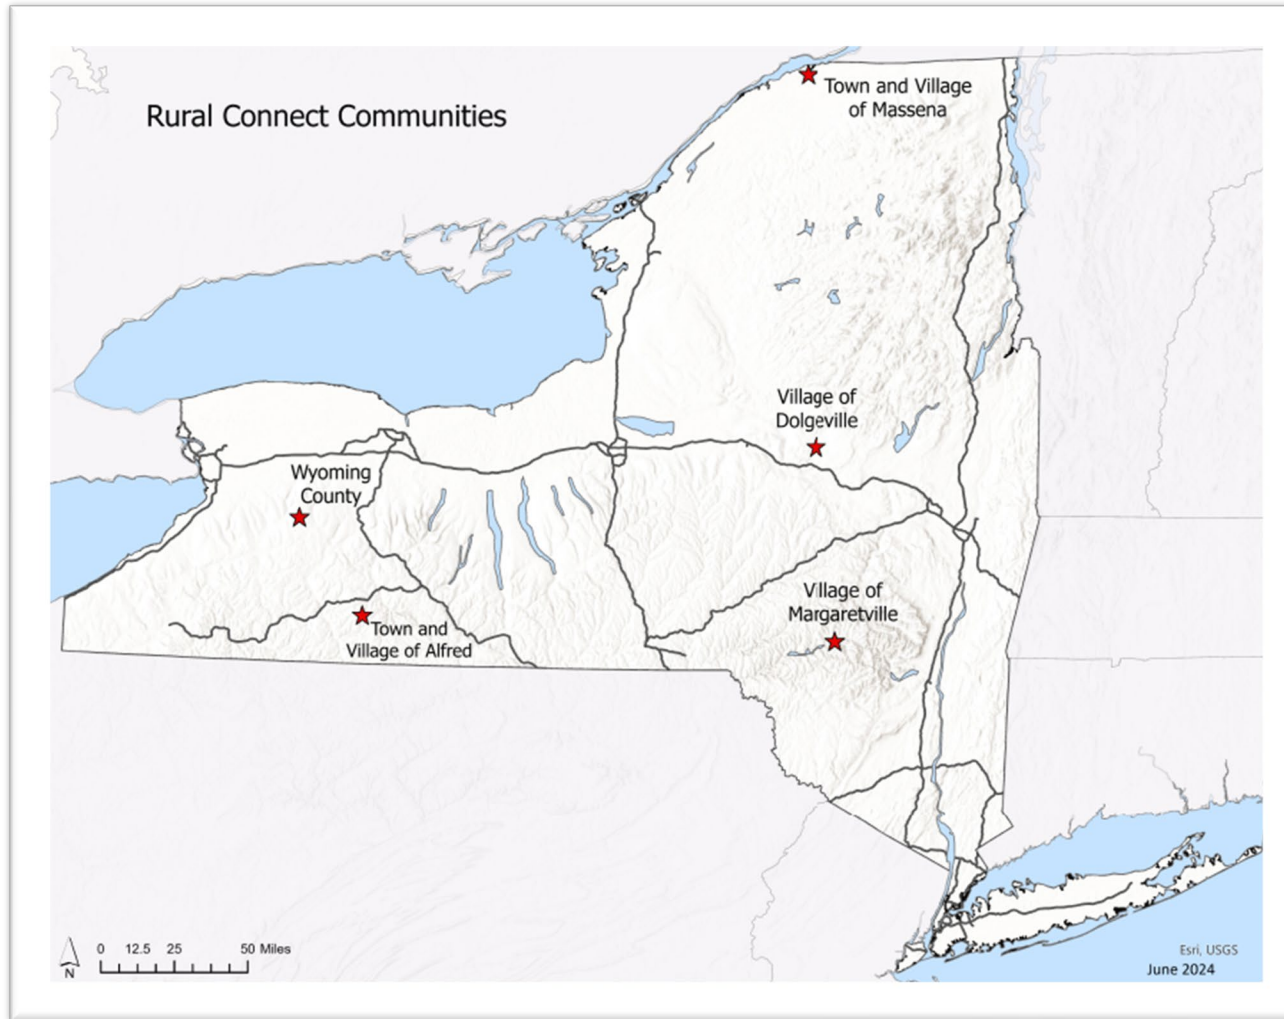 Rural Connect Communities
Town and Village
of Massena
Village of
Dolgeville
Wyoming
County
Village of
Margaretville
Town and
Village of Alfred
0 12.5 25 50 Miles
N
Esri, USGS
June 2024